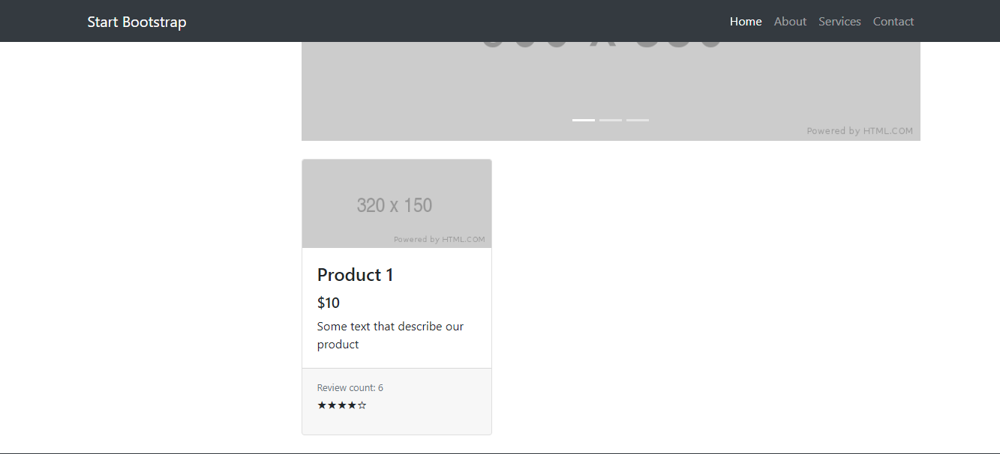 Start Bootstrap
Home About Services Contact
Powered by HTML.COM
320 x 150
Powered by HTML.COM
Product 1
$10
Some text that describe our
product
Review count: 6
★★★★☆